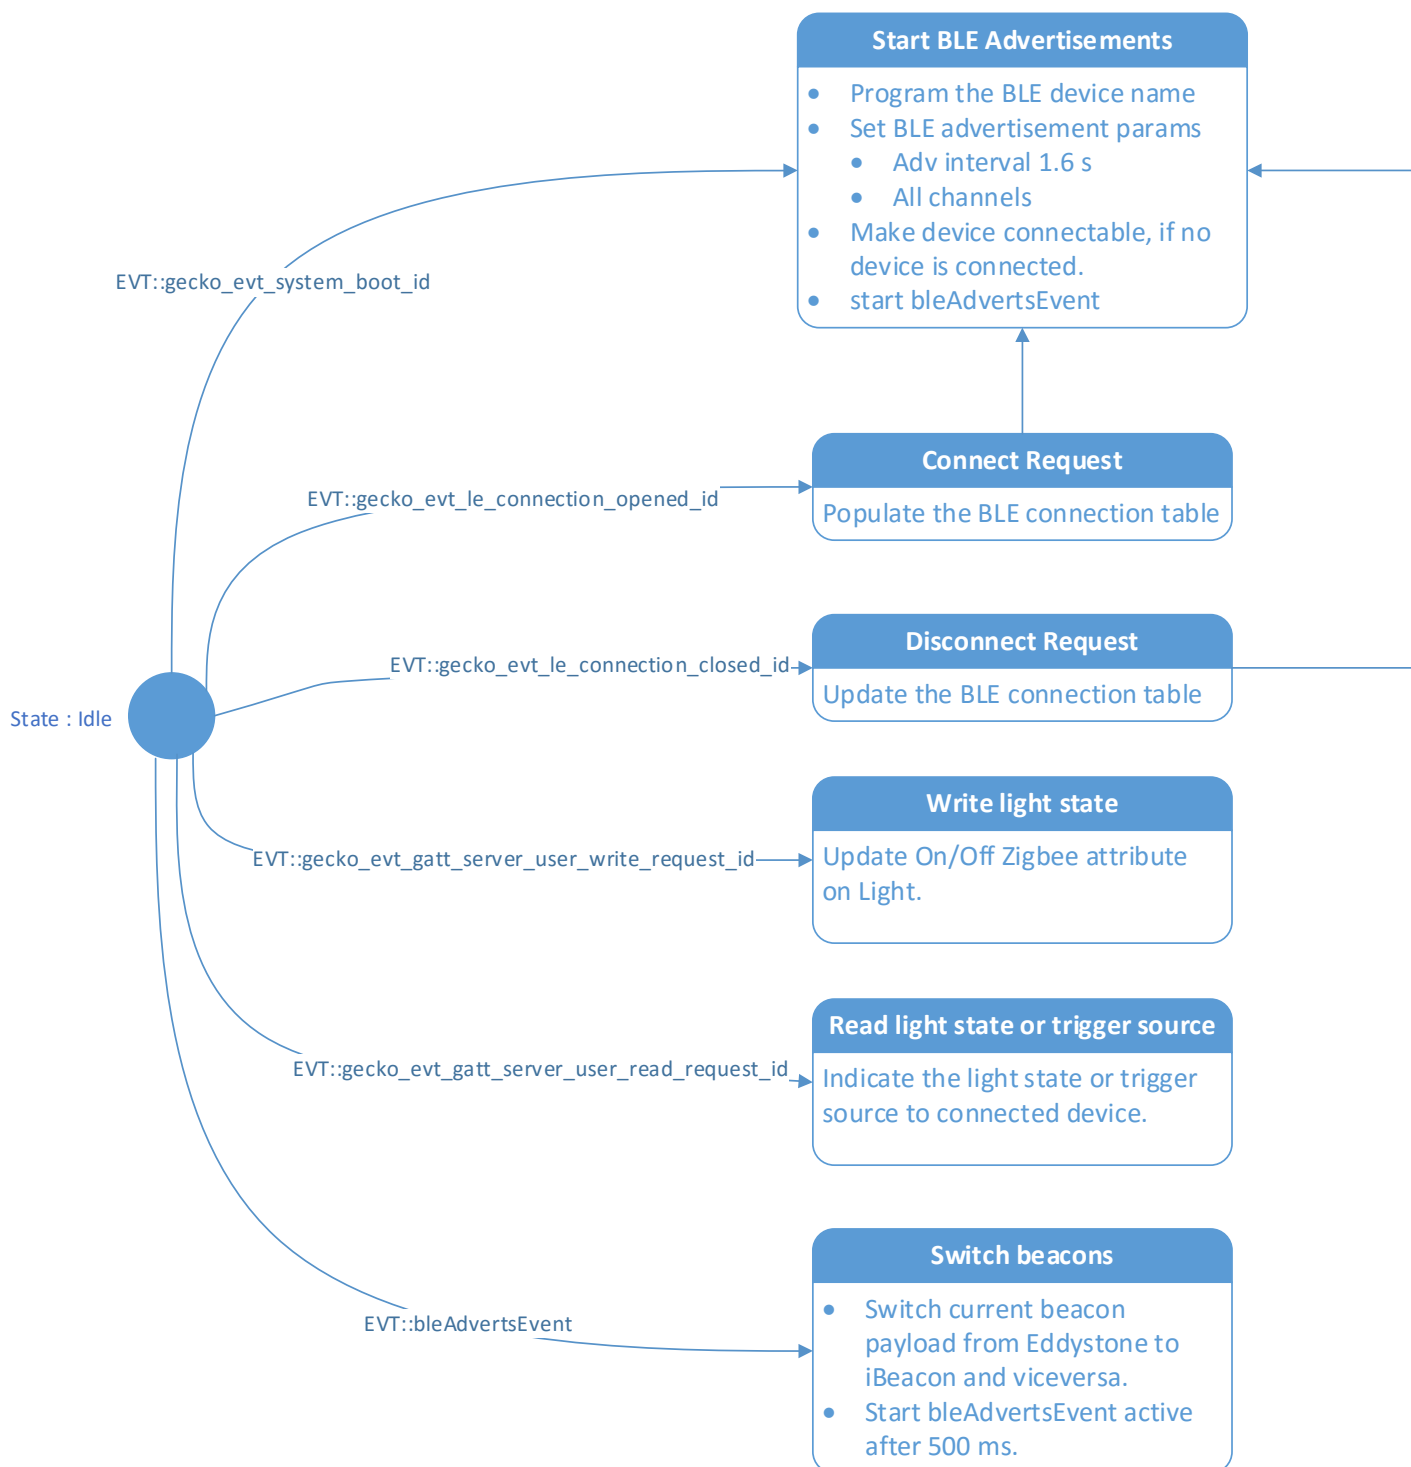 Start BLE Advertisements
• Program the BLE device name
• Set BLE advertisement params
• Adv interval 1.6 s
• All channels
• Make device connectable, if no
device is connected.
• start bleAdvertsEvent
EVT::gecko_evt_system_boot_id
Connect Request
EVT::gecko_evt_le_connection_opened_id
Populate the BLE connection table
Disconnect Request
EVT::gecko_evt_le_connection_closed_id
Update the BLE connection table
State : Idle
Write light state
EVT::gecko_evt_gatt_server_user_write_request_id
Update On/Off Zigbee attribute
on Light.
Read light state or trigger source
EVT::gecko_evt_gatt_server_user_read_request_id
Indicate the light state or trigger
source to connected device.
Switch beacons
EVT::bleAdvertsEvent
• Switch current beacon
payload from Eddystone to
iBeacon and viceversa.
• Start bleAdvertsEvent active
after 500 ms.